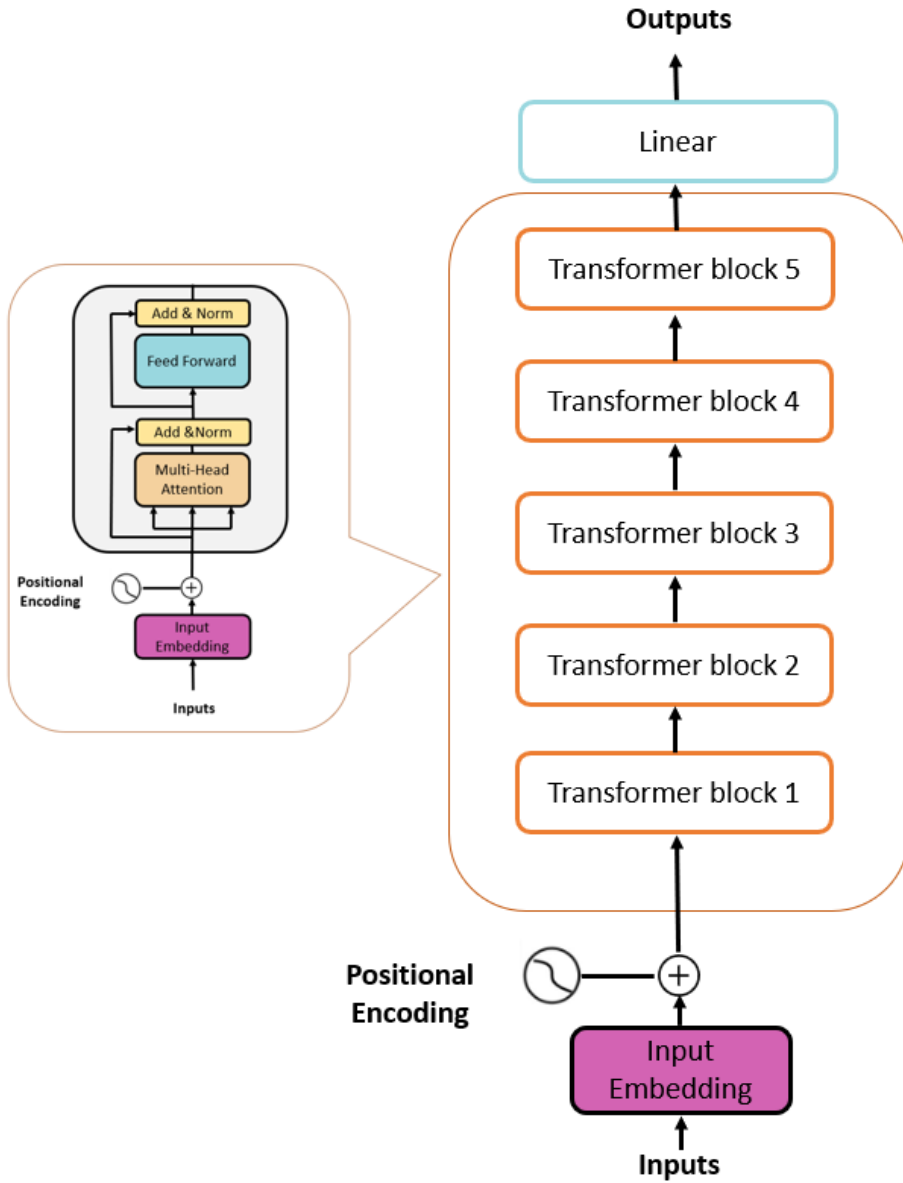 Outputs
Linear
Transformer block 5
Transformer block 4
Transformer block 3
Transformer block 2
Transformer block 1
Positional
Encoding
Input
Embedding
Inputs
Add & Norm
Feed Forward
Add &Norm
Multi-Head
Attention
Positional
Encoding
Input
Embedding
Inputs